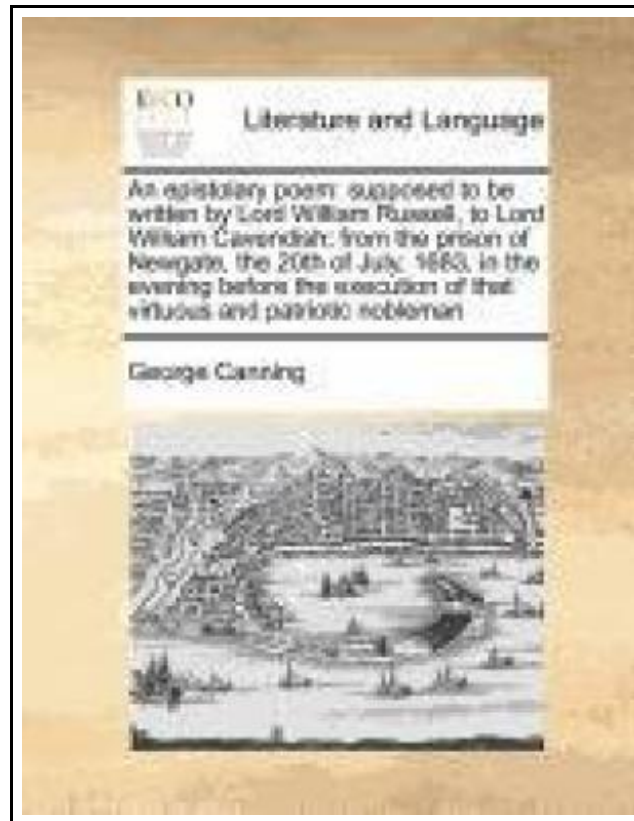 ECCO
Literature and Language
An epistolary poem: supposed to be
written by Lord William Russell, to Lord
William Cavendish; from the prison of
Newgate, the 20th of July, 1683, in the
evening before the execution of that
virtuous and patriotic nobleman
George Canning